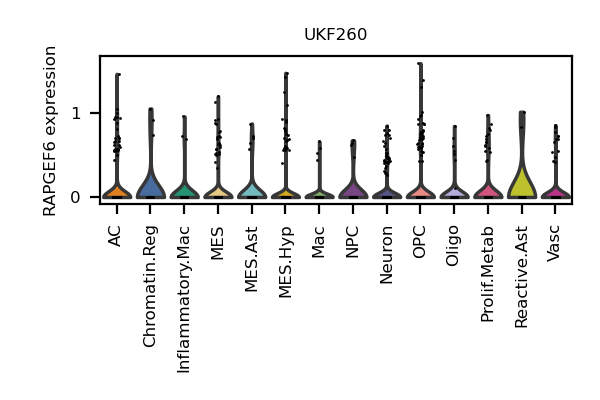 UKF260
RAPGEF6 expression
1
0
AC
Chromatin.Reg
Inflammatory.Mac
MES
MES.Ast
MES.Hyp
Mac
NPC
Neuron
OPC
Oligo
Prolif.Metab
Reactive.Ast
Vasc